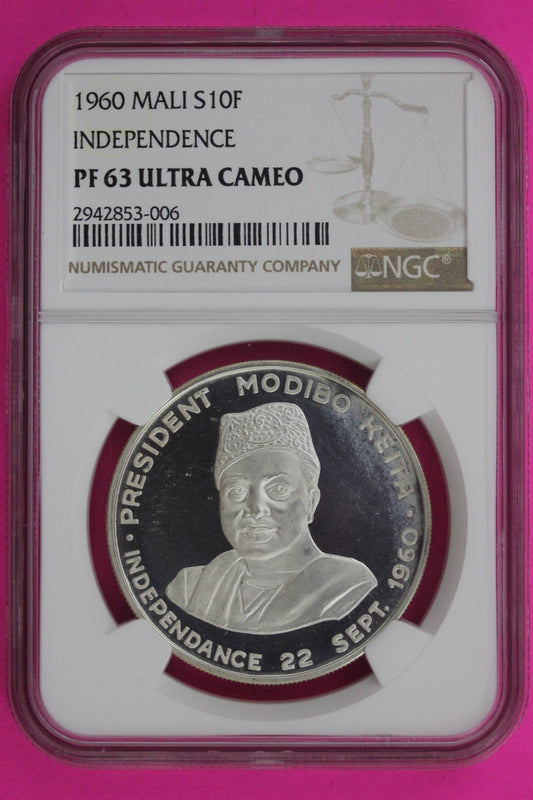 1960 MALI S10F
INDEPENDENCE
PF 63 ULTRA CAMEO
2942853-006
NUMISMATIC GUARANTY COMPANY
NGC®
· PRESIDENT MODIBO KEITA ·
INDEPENDANCE 22 SEPT. 1960